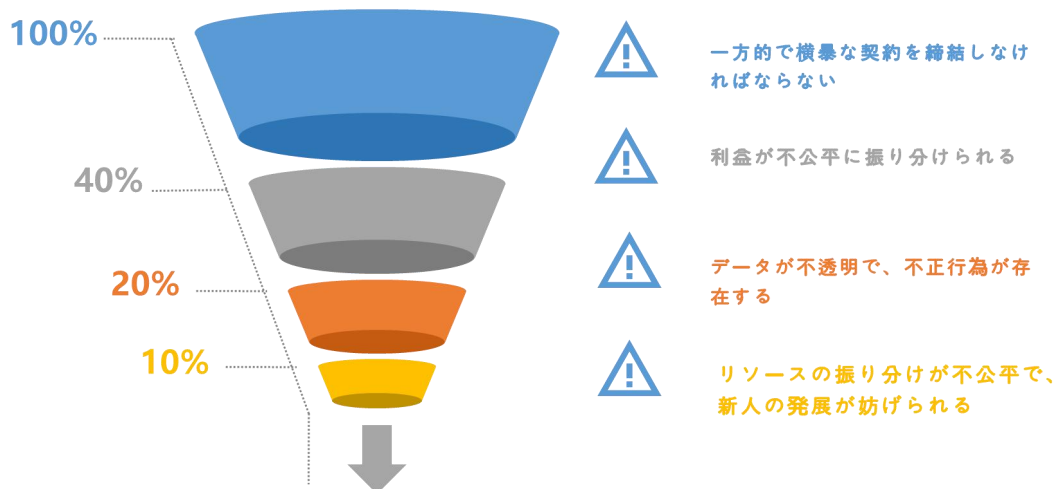 100%
一方的で横暴な契約を締結しなけ
ればならない
40%
利益が不公平に振り分けられる
20%
データが不透明で、不正行為が存
在する
10%
リソースの振り分けが不公平で、
新人の発展が妨げられる